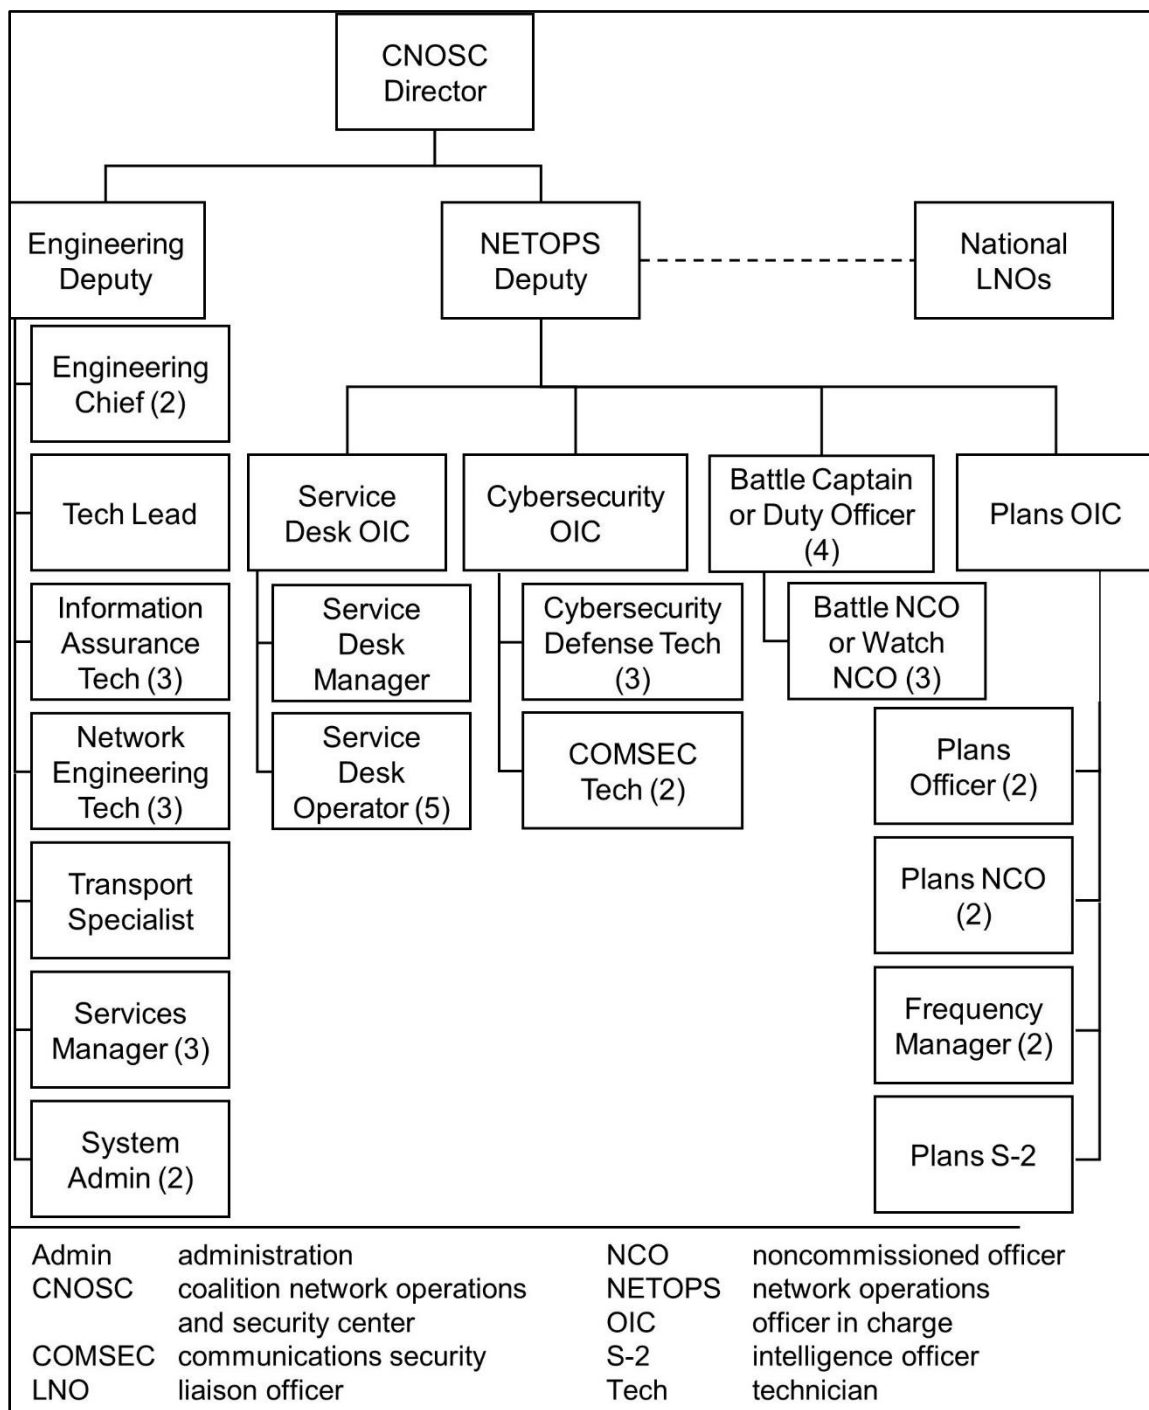 CNOSC
Director
Engineering
Deputy
NETOPS
Deputy
National
LNOs
Engineering
Chief (2)
Tech Lead
Information
Assurance
Tech (3)
Network
Engineering
Tech (3)
Transport
Specialist
Services
Manager (3)
System
Admin (2)
Service
Desk OIC
Service
Desk
Manager
Service
Desk
Operator (5)
Cybersecurity
OIC
Cybersecurity
Defense Tech
(3)
COMSEC
Tech (2)
Battle Captain
or Duty Officer
(4)
Battle NCO
or Watch
NCO (3)
Plans OIC
Plans
Officer (2)
Plans NCO
(2)
Frequency
Manager (2)
Plans S-2
Admin administration
CNOSC coalition network operations
and security center
COMSEC communications security
LNO liaison officer
NCO noncommissioned officer
NETOPS network operations
OIC officer in charge
S-2 intelligence officer
Tech technician